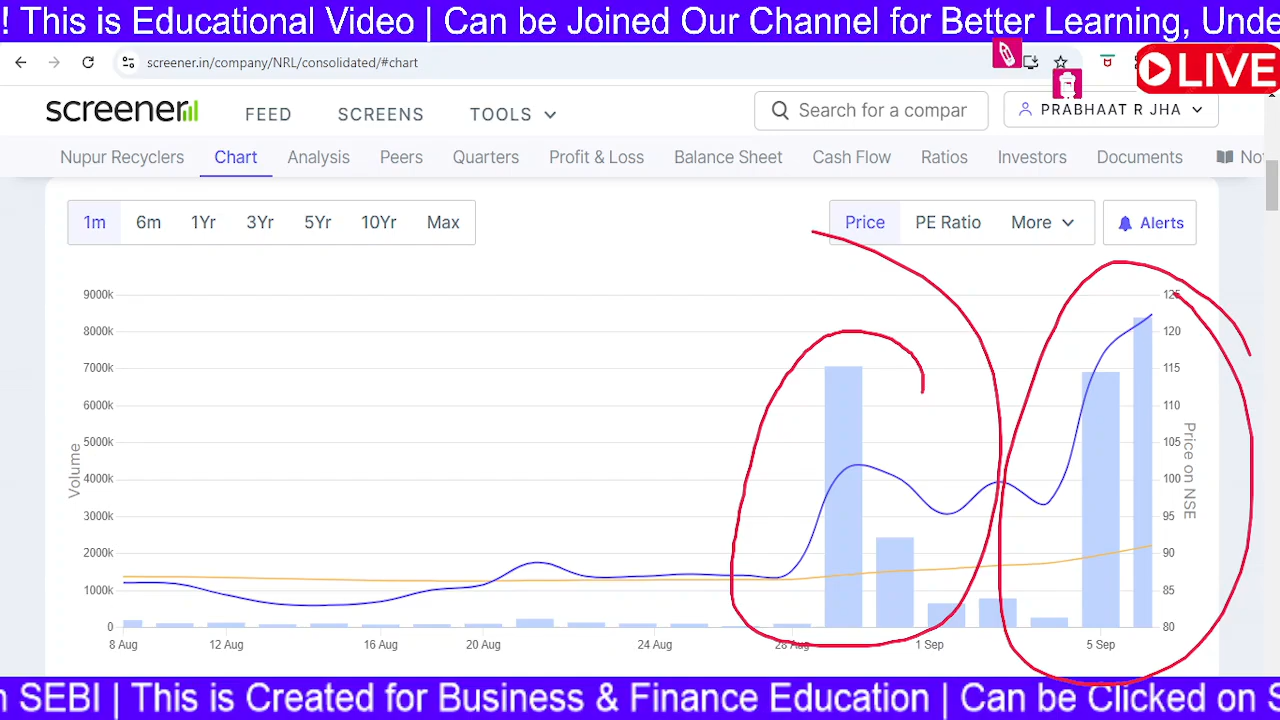 ! This is Educational Video | Can be Joined Our Channel for Better Learning, Unde
screener.in/company/NRL/consolidated/#chart
LIVE
screener FEED SCREENS TOOLS Search for a compar PRABHAAT R JHA
Nupur Recyclers Chart Analysis Peers Quarters Profit & Loss Balance Sheet Cash Flow Ratios Investors Documents No
1m 6m 1Yr 3Yr 5Yr 10Yr Max Price PE Ratio More Alerts
9000k 125
8000k 120
7000k 115
6000k 110
5000k 105
4000k 100
3000k 95
2000k 90
1000k 85
0 80
Volume
Price on NSE
8 Aug 12 Aug 16 Aug 20 Aug 24 Aug 28 Aug 1 Sep 5 Sep
n SEBI | This is Created for Business & Finance Education | Can be Clicked on S